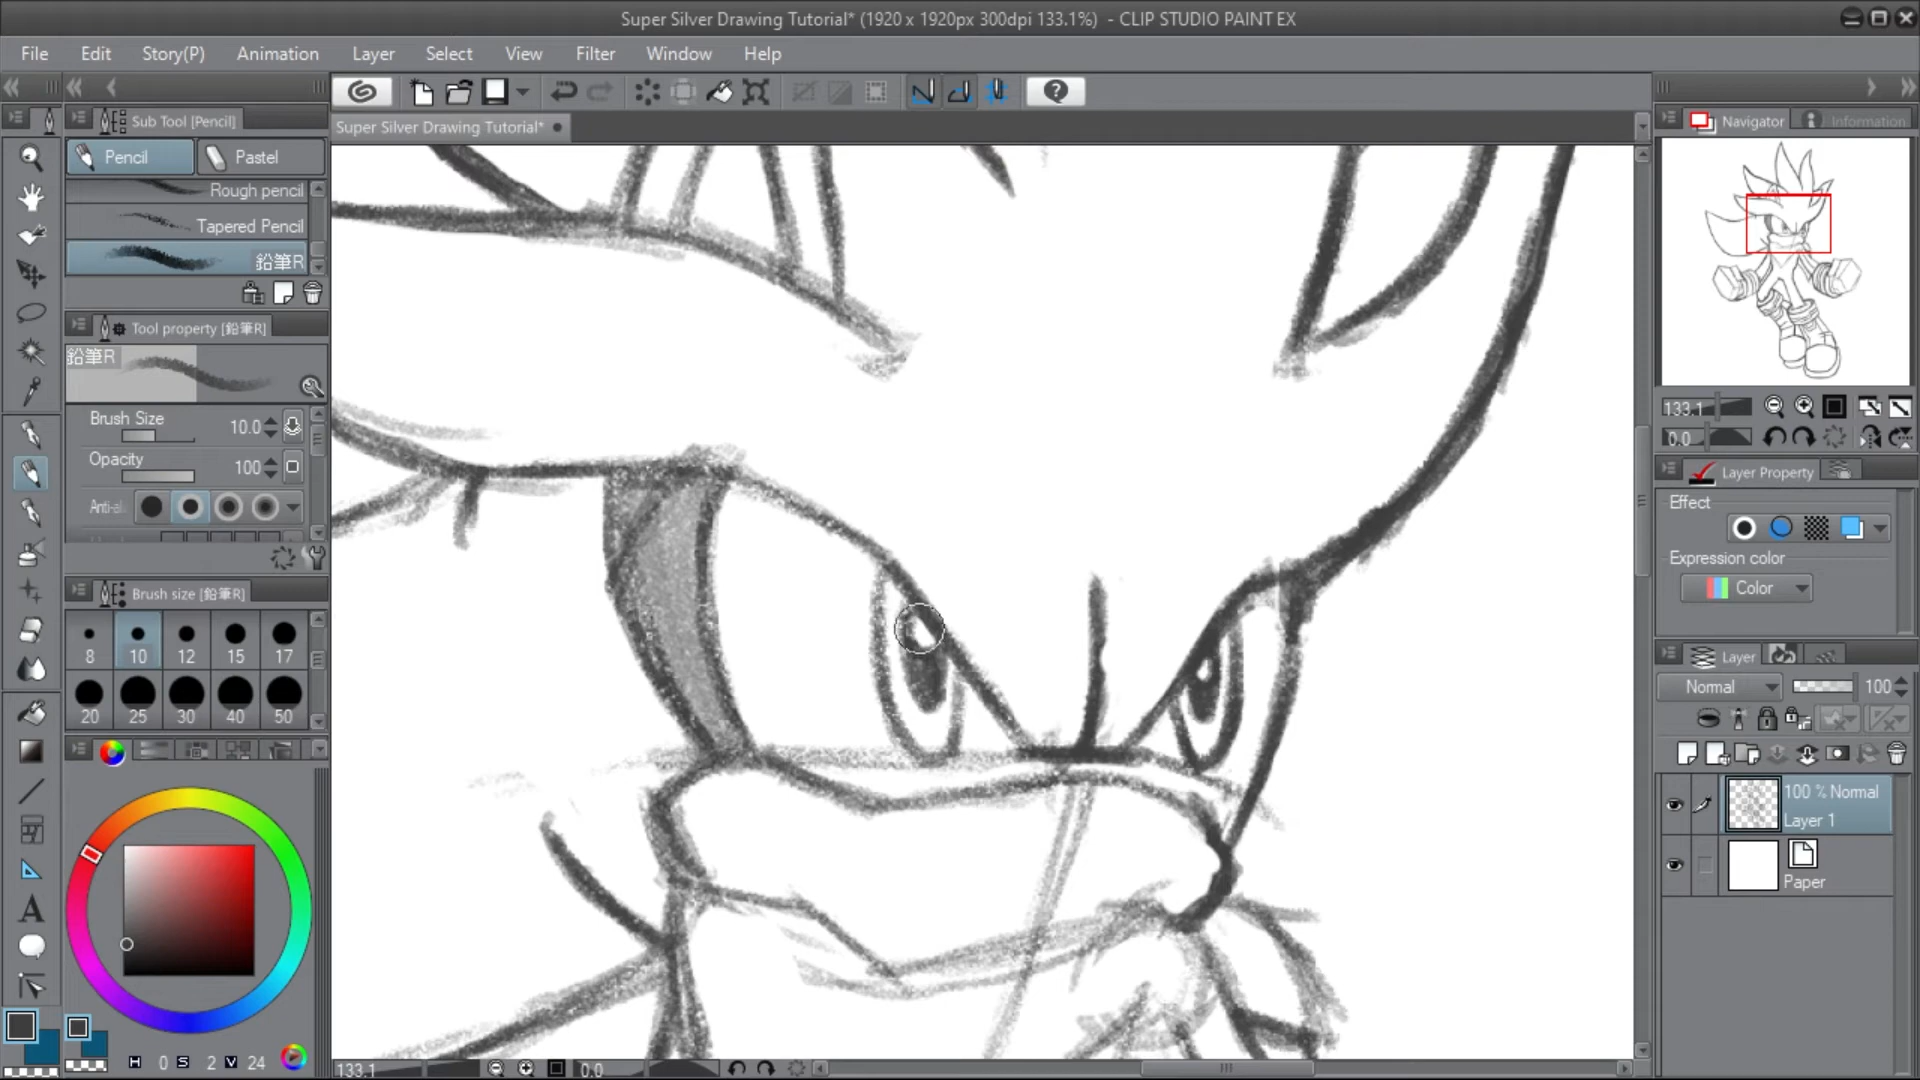 Super Silver Drawing Tutorial* (1920 x 1920px 300dpi 133.1%) - CLIP STUDIO PAINT EX
File Edit Story(P) Animation Layer Select View Filter Window Help
Sub Tool [Pencil]
Super Silver Drawing Tutorial*
Navigator Information
Pencil Pastel
Rough pencil
Tapered Pencil
鉛筆R
Tool property [鉛筆R]
鉛筆R
Brush Size 10.0
Opacity 100
Anti-al
133.1
0.0
Layer Property
Effect
Expression color
Color
Brush size [鉛筆R]
8 10 12 15 17
20 25 30 40 50
Layer
Normal 100
100 % Normal
Layer 1
Paper
H 0 S 2 V 24
133.1 0.0